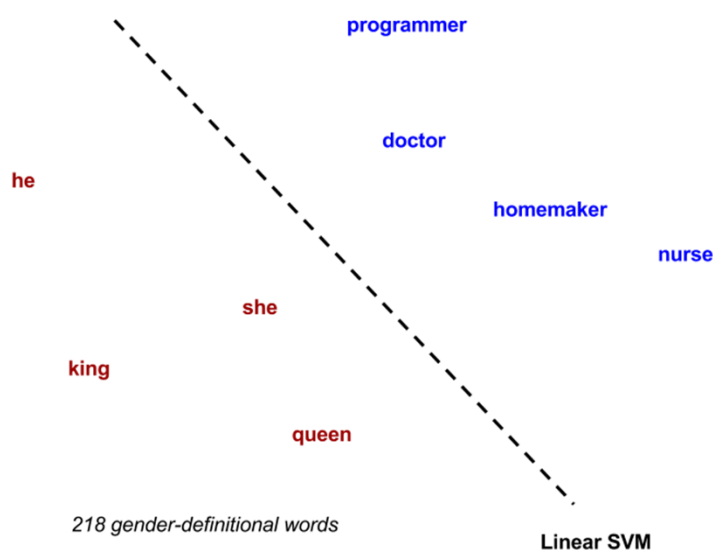 programmer
doctor
he
homemaker
nurse
she
king
queen
218 gender-definitional words
Linear SVM